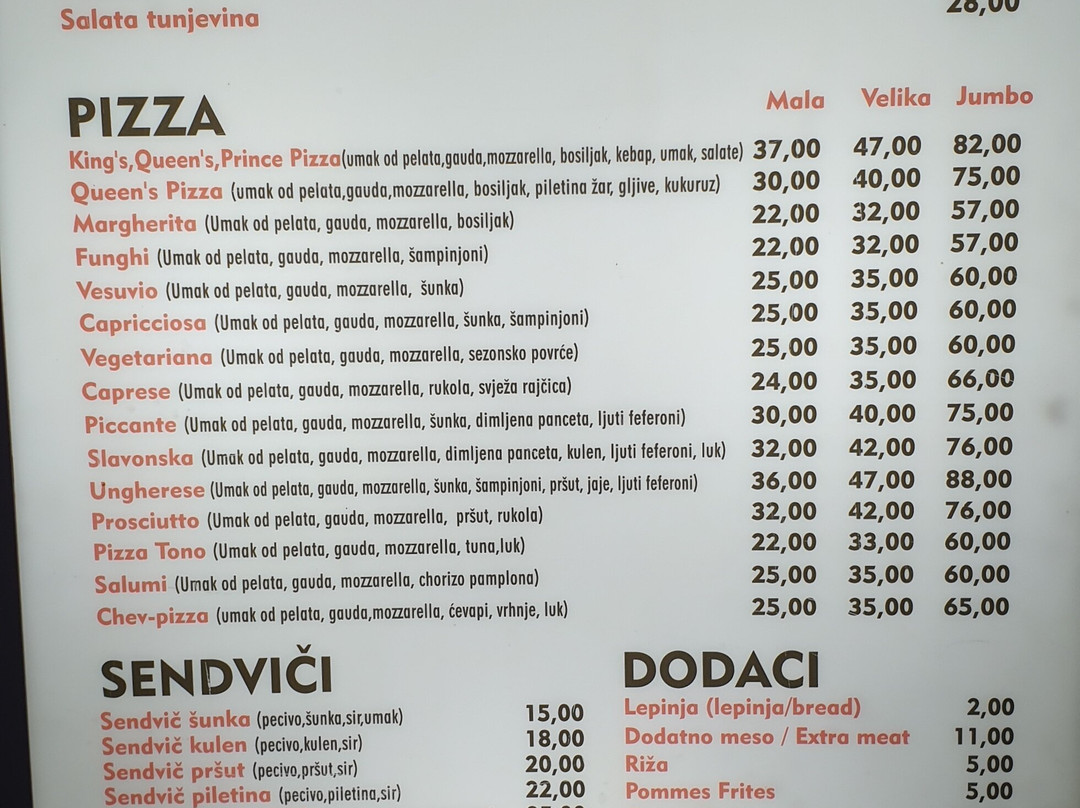 Salata tunjevina 28,00
PIZZA Mala Velika Jumbo
King's,Queen's,Prince Pizza(umak od pelata,gauda,mozzarella, bosiljak, kebap, umak, salate) 37,00 47,00 82,00
Queen's Pizza (umak od pelata,gauda,mozzarella, bosiljak, piletina žar, gljive, kukuruz) 30,00 40,00 75,00
Margherita (Umak od pelata, gauda, mozzarella, bosiljak) 22,00 32,00 57,00
Funghi (Umak od pelata, gauda, mozzarella, šampinjoni) 22,00 32,00 57,00
Vesuvio (Umak od pelata, gauda, mozzarella, šunka) 25,00 35,00 60,00
Capricciosa (Umak od pelata, gauda, mozzarella, šunka, šampinjoni) 25,00 35,00 60,00
Vegetariana (Umak od pelata, gauda, mozzarella, sezonsko povrće) 25,00 35,00 60,00
Caprese (Umak od pelata, gauda, mozzarella, rukola, svježa rajčica) 24,00 35,00 66,00
Piccante (Umak od pelata, gauda, mozzarella, šunka, dimljena panceta, ljuti feferoni) 30,00 40,00 75,00
Slavonska (Umak od pelata, gauda, mozzarella, dimljena panceta, kulen, ljuti feferoni, luk) 32,00 42,00 76,00
Ungherese (Umak od pelata, gauda, mozzarella, šunka, šampinjoni, pršut, jaje, ljuti feferoni) 36,00 47,00 88,00
Prosciutto (Umak od pelata, gauda, mozzarella, pršut, rukola) 32,00 42,00 76,00
Pizza Tono (Umak od pelata, gauda, mozzarella, tuna,luk) 22,00 33,00 60,00
Salumi (Umak od pelata, gauda, mozzarella, chorizo pamplona) 25,00 35,00 60,00
Chev-pizza (umak od pelata, gauda,mozzarella, ćevapi, vrhnje, luk) 25,00 35,00 65,00
SENDVIČI
Sendvič šunka (pecivo,šunka,sir,umak) 15,00
Sendvič kulen (pecivo,kulen,sir) 18,00
Sendvič pršut (pecivo,pršut,sir) 20,00
Sendvič piletina (pecivo,piletina,sir) 22,00
DODACI
Lepinja (lepinja/bread) 2,00
Dodatno meso / Extra meat 11,00
Riža 5,00
Pommes Frites 5,00